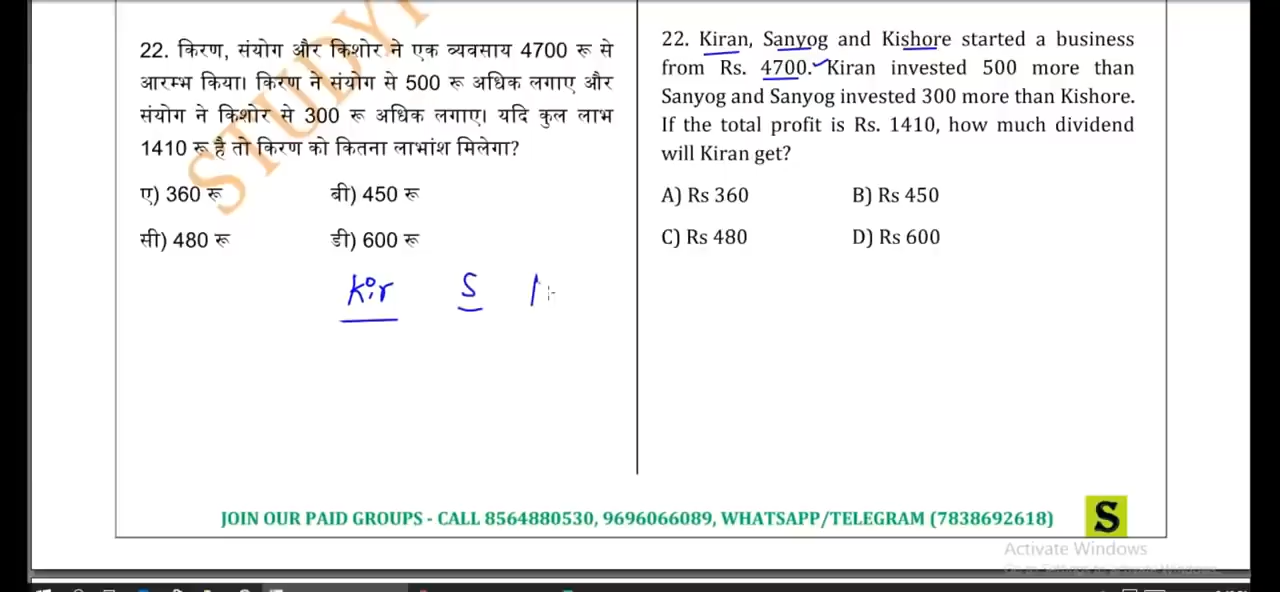 22. किरण, संयोग और किशोर ने एक व्यवसाय 4700 रू से
आरम्भ किया। किरण ने संयोग से 500 रू अधिक लगाए और
संयोग ने किशोर से 300 रू अधिक लगाए। यदि कुल लाभ
1410 रू है तो किरण को कितना लाभांश मिलेगा?
ए) 360 रू बी) 450 रू
सी) 480 रू डी) 600 रू
Kir S
22. Kiran, Sanyog and Kishore started a business
from Rs. 4700. Kiran invested 500 more than
Sanyog and Sanyog invested 300 more than Kishore.
If the total profit is Rs. 1410, how much dividend
will Kiran get?
A) Rs 360 B) Rs 450
C) Rs 480 D) Rs 600
JOIN OUR PAID GROUPS - CALL 8564880530, 9696066089, WHATSAPP/TELEGRAM (7838692618)
S
Activate Windows